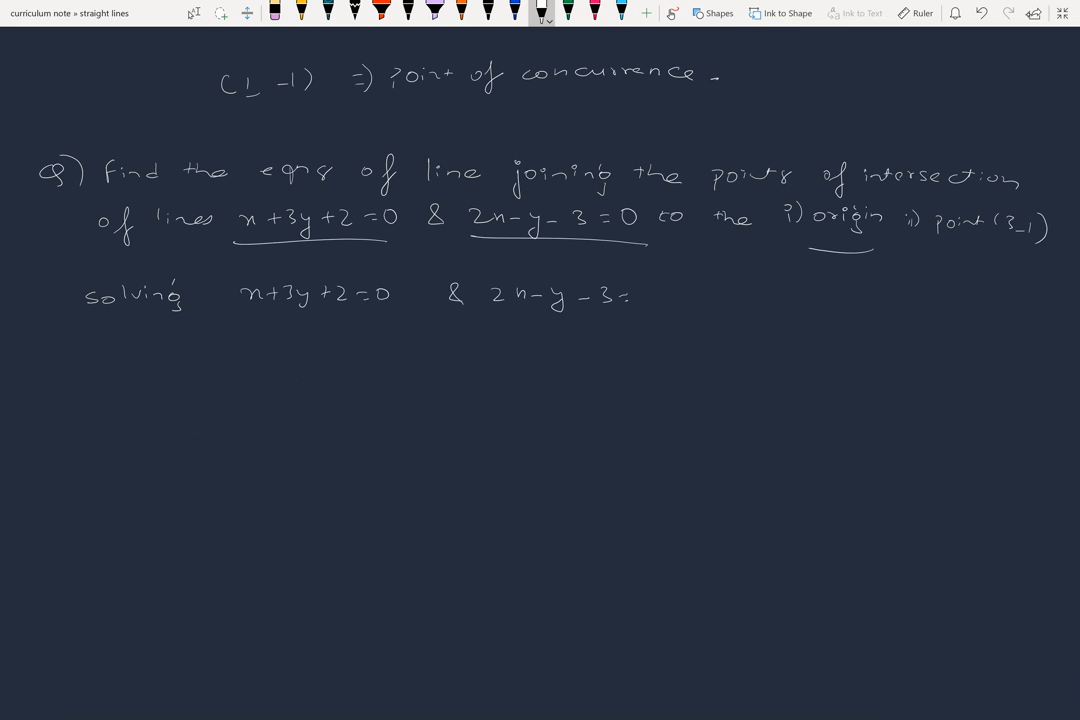 curriculum note » straight lines
Shapes Ink to Shape Ink to Text Ruler
(1, -1) => Point of concurrence.
Q) Find the eqns of line joining the points of intersection
of lines x+3y+2=0 & 2x-y-3=0 to the i) origin ii) point (3,-1)
solving x+3y+2=0 & 2x-y-3=